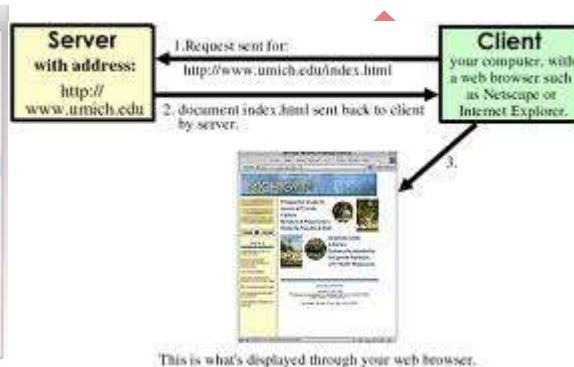 Server
with address:
http://
www.umich.edu
1.Request sent for:
http://www.umich.edu/index.html
2. document index.html sent back to client
by server.
Client
your computer, with
a web browser such
as Netscape or
Internet Explorer.
3.
MICHIGAN
This is what's displayed through your web browser.